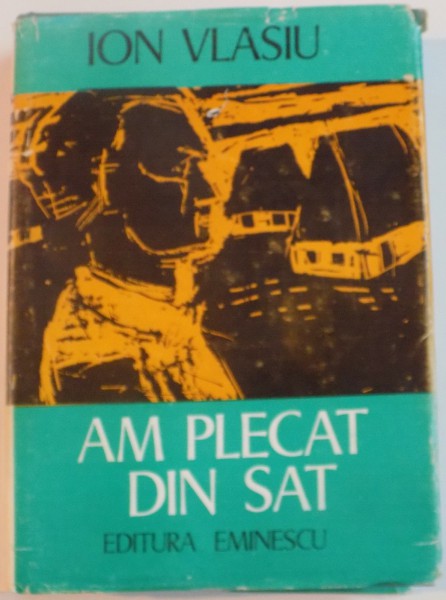 ION VLASIU
AM PLECAT
DIN SAT
EDITURA EMINESCU